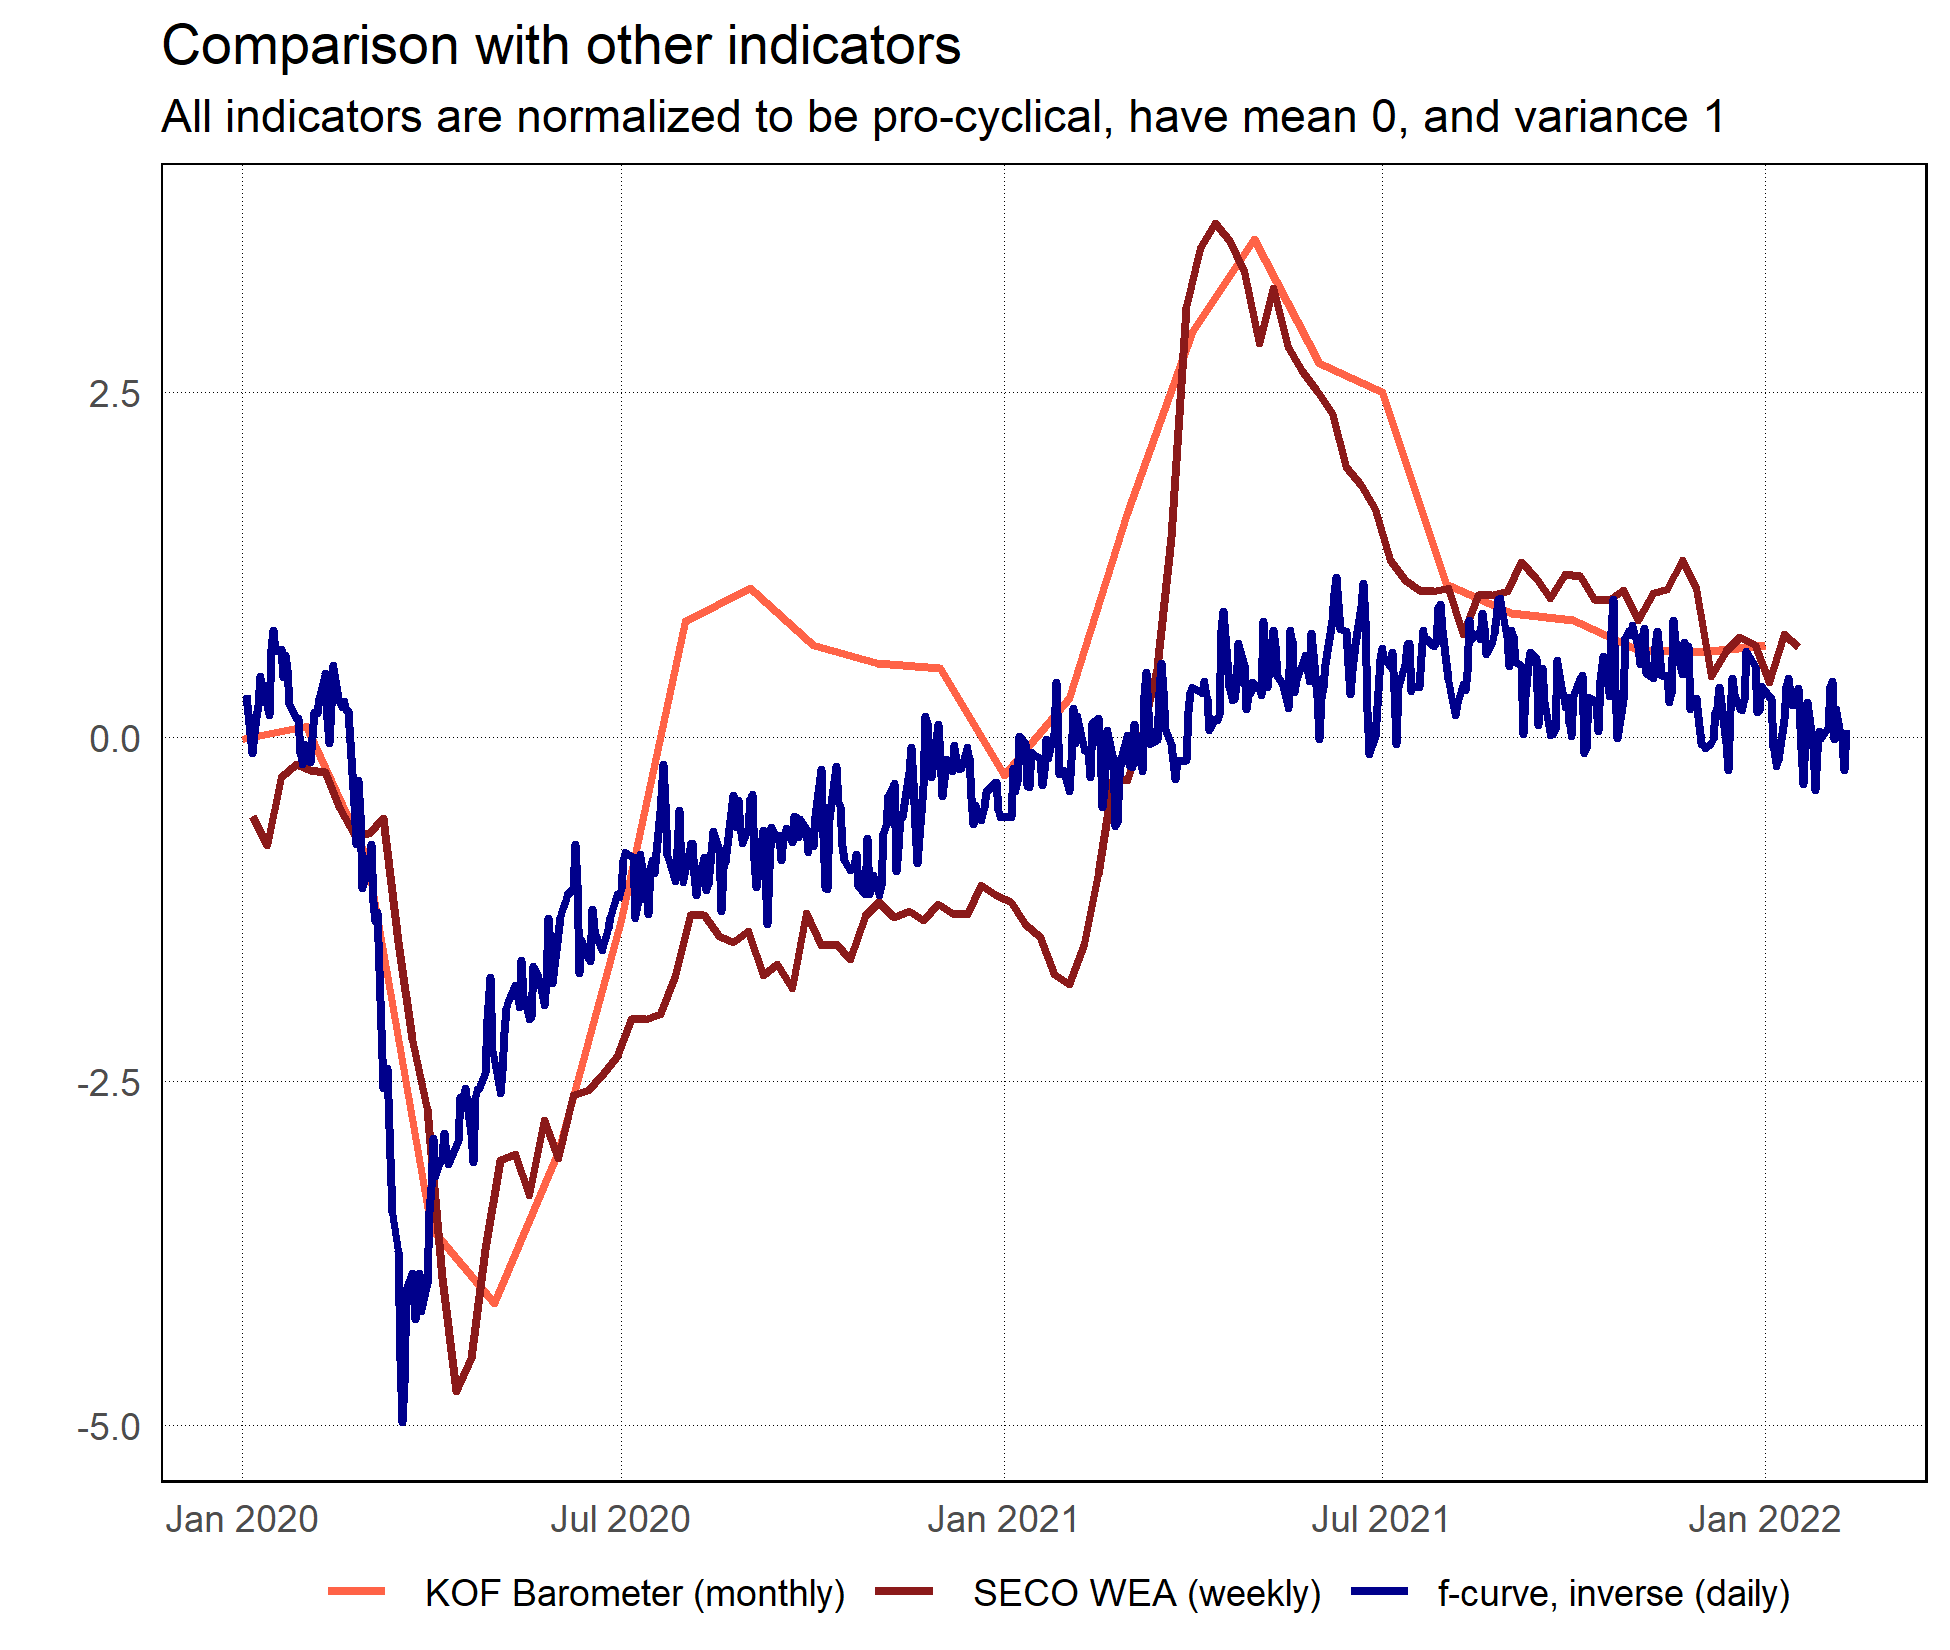 Comparison with other indicators
All indicators are normalized to be pro-cyclical, have mean 0, and variance 1
2.5
0.0
-2.5
-5.0
Jan 2020 Jul 2020 Jan 2021 Jul 2021 Jan 2022
KOF Barometer (monthly) SECO WEA (weekly) f-curve, inverse (daily)